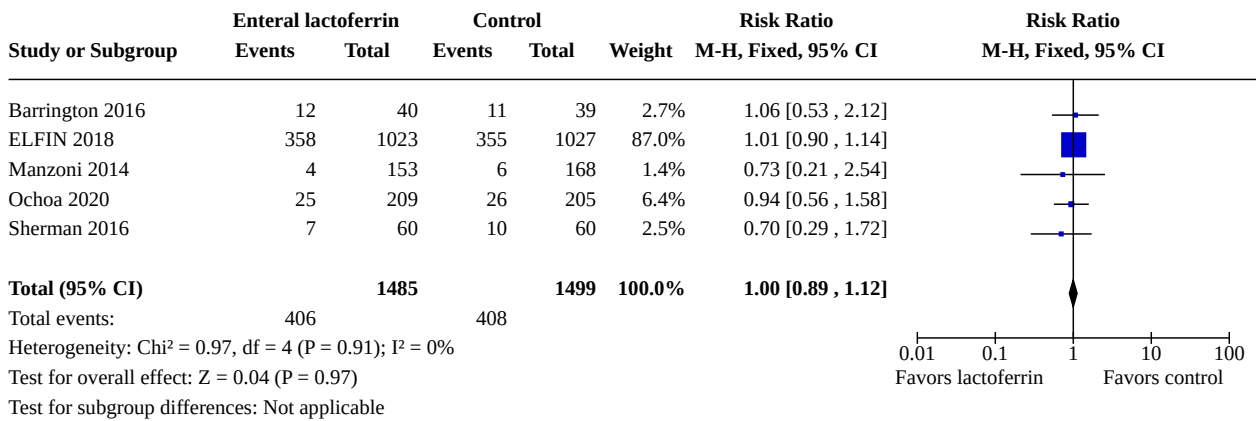 Enteral lactoferrin Control Risk Ratio Risk Ratio
Study or Subgroup Events Total Events Total Weight M-H, Fixed, 95% CI M-H, Fixed, 95% CI
Barrington 2016 12 40 11 39 2.7% 1.06 [0.53 , 2.12]
ELFIN 2018 358 1023 355 1027 87.0% 1.01 [0.90 , 1.14]
Manzoni 2014 4 153 6 168 1.4% 0.73 [0.21 , 2.54]
Ochoa 2020 25 209 26 205 6.4% 0.94 [0.56 , 1.58]
Sherman 2016 7 60 10 60 2.5% 0.70 [0.29 , 1.72]
Total (95% CI) 1485 1499 100.0% 1.00 [0.89 , 1.12]
Total events: 406 408
Heterogeneity: Chi² = 0.97, df = 4 (P = 0.91); I² = 0%
0.01 0.1 1 10 100
Test for overall effect: Z = 0.04 (P = 0.97) Favors lactoferrin Favors control
Test for subgroup differences: Not applicable